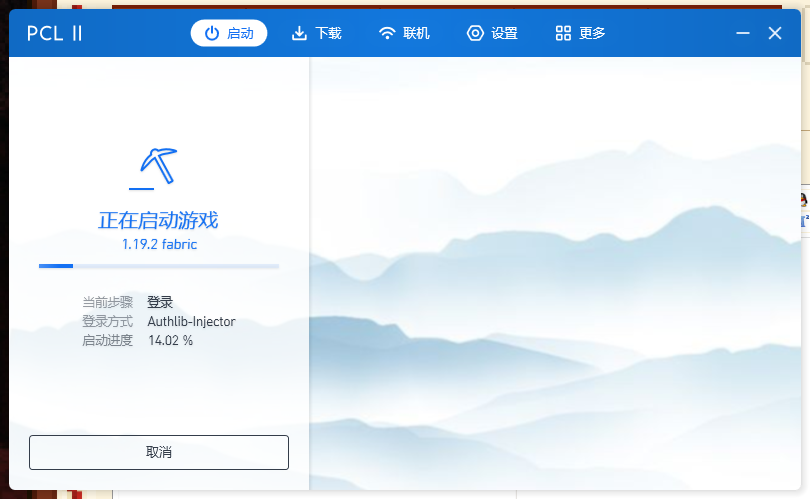 PCL II 启动 下载 联机 设置 更多
正在启动游戏
1.19.2 fabric
当前步骤 登录
登录方式 Authlib-Injector
启动进度 14.02 %
取消